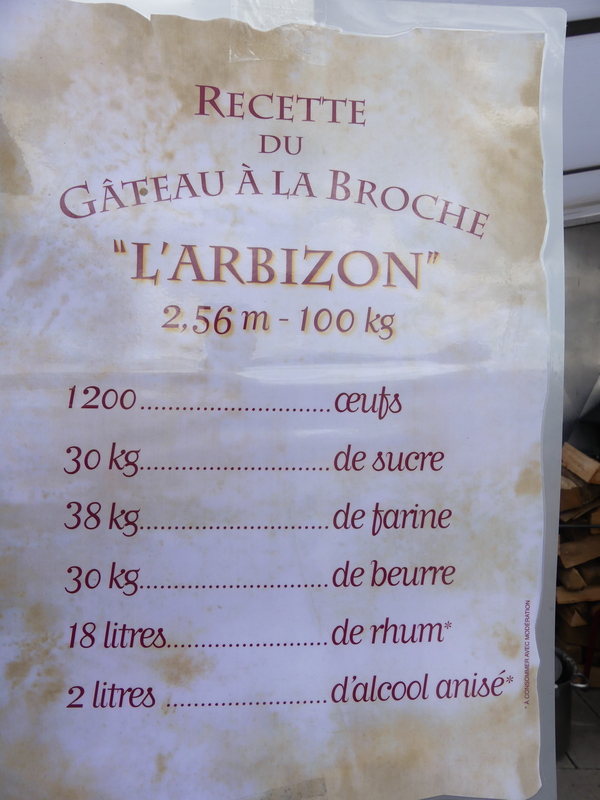 RECETTE
DU
GÂTEAU À LA BROCHE
"L'ARBIZON"
2,56 m - 100 kg
1200..............................œufs
30 kg..............................de sucre
38 kg..............................de farine
30 kg..............................de beurre
18 litres..........................de rhum*
2 litres ..........................d'alcool anisé*
* À CONSOMMER AVEC MODÉRATION